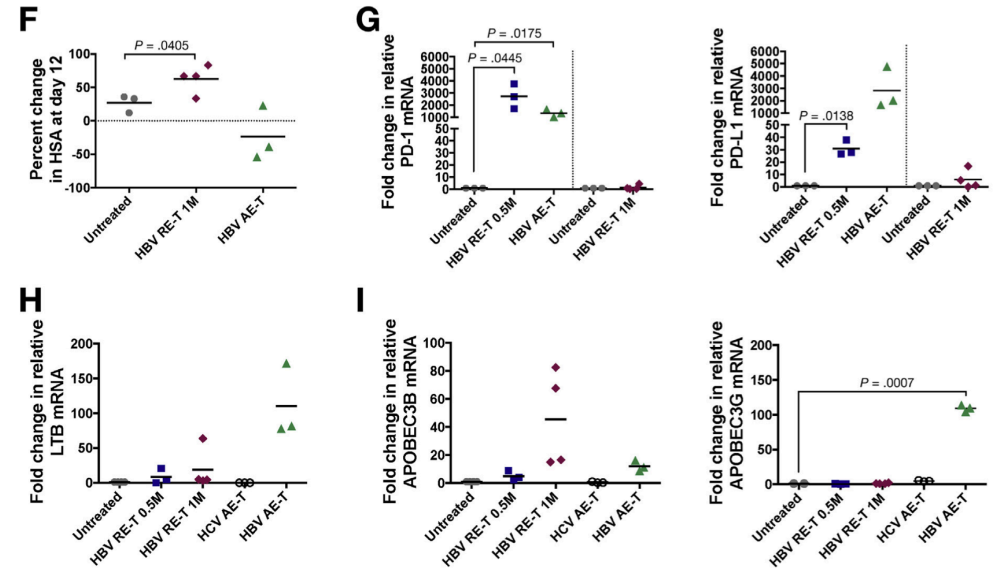 F
Percent change
in HSA at day 12
100
50
0
-50
-100
P = .0405
Untreated
HBV RE-T 1M
HBV AE-T
G
Fold change in relative
PD-1 mRNA
6000
5000
4000
3000
2000
1000
50
40
30
20
10
0
P = .0175
P = .0445
Untreated
HBV RE-T 0.5M
HBV AE-T
Untreated
HBV RE-T 1M
Fold change in relative
PD-L1 mRNA
6000
5000
4000
3000
2000
1000
50
40
30
20
10
0
P = .0138
Untreated
HBV RE-T 0.5M
HBV AE-T
Untreated
HBV RE-T 1M
H
Fold change in relative
LTB mRNA
200
150
100
50
0
Untreated
HBV RE-T 0.5M
HBV RE-T 1M
HCV AE-T
HBV AE-T
I
Fold change in relative
APOBEC3B mRNA
100
80
60
40
20
0
Untreated
HBV RE-T 0.5M
HBV RE-T 1M
HCV AE-T
HBV AE-T
Fold change in relative
APOBEC3G mRNA
200
150
100
50
0
P = .0007
Untreated
HBV RE-T 0.5M
HBV RE-T 1M
HCV AE-T
HBV AE-T